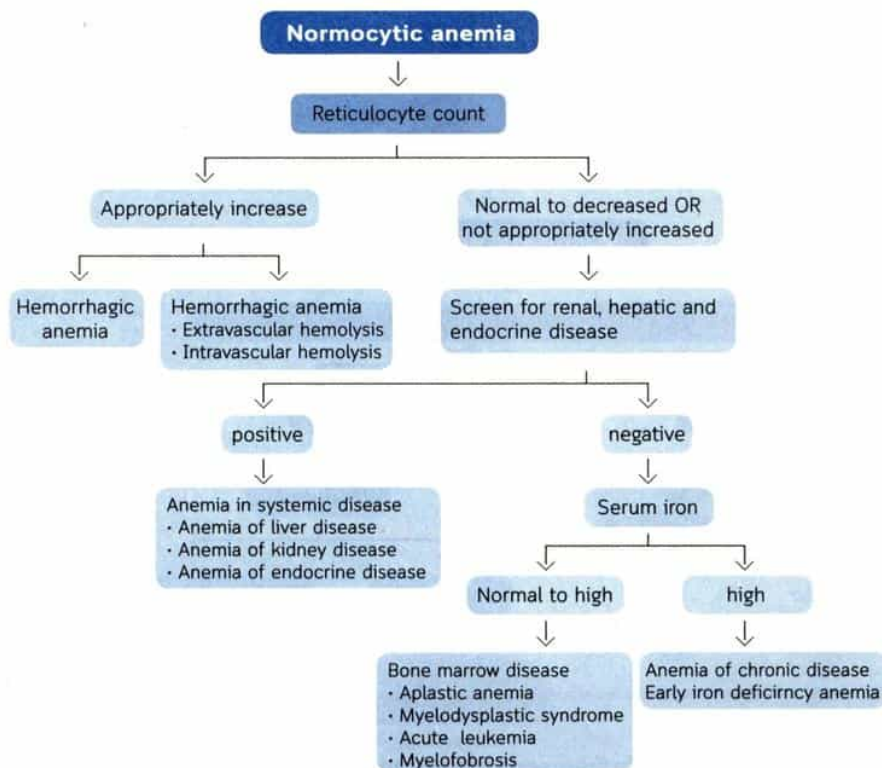 Normocytic anemia
Reticulocyte count
Appropriately increase
Normal to decreased OR
not appropriately increased
Hemorrhagic
anemia
Hemorrhagic anemia
· Extravascular hemolysis
· Intravascular hemolysis
Screen for renal, hepatic and
endocrine disease
positive
negative
Anemia in systemic disease
· Anemia of liver disease
· Anemia of kidney disease
· Anemia of endocrine disease
Serum iron
Normal to high
high
Bone marrow disease
· Aplastic anemia
· Myelodysplastic syndrome
· Acute leukemia
· Myelofobrosis
Anemia of chronic disease
Early iron deficirncy anemia